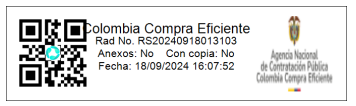 Colombia Compra Eficiente
Rad No. RS20240918013103
Anexos: No Con copia: No
Fecha: 18/09/2024 16:07:52
Agencia Nacional
de Contratación Pública
Colombia Compra Eficiente